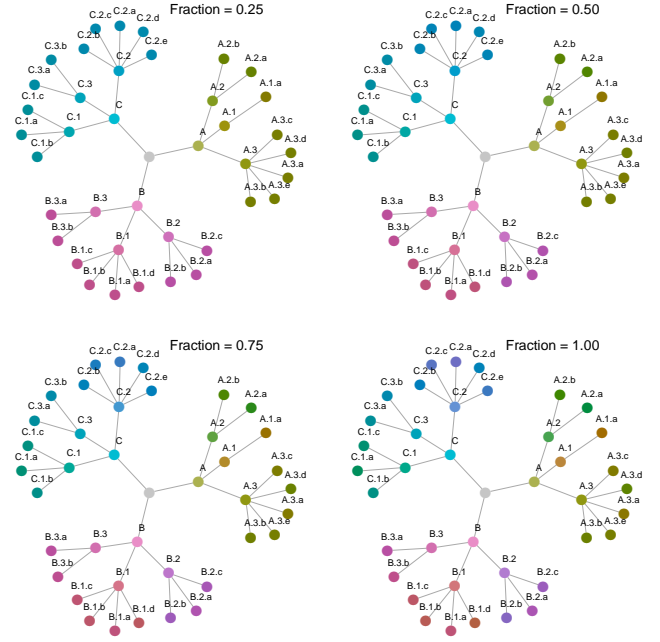 Fraction = 0.25
C.2.c
C.2.a
C.2.d
C.2.b
C.2.e
C.2
C.3.b
C.3.a
C.3
C.1.c
C.1.a
C.1
C.1.b
C
A.2.b
A.2.a
A.2
A.1.a
A.1
A
A.3.c
A.3.d
A.3
A.3.a
A.3.b
A.3.e
B
B.3.a
B.3
B.3.b
B.1
B.1.c
B.1.b
B.1.a
B.1.d
B.2
B.2.c
B.2.a
B.2.b
Fraction = 0.50
C.2.c
C.2.a
C.2.d
C.2.b
C.2.e
C.2
C.3.b
C.3.a
C.3
C.1.c
C.1.a
C.1
C.1.b
C
A.2.b
A.2.a
A.2
A.1.a
A.1
A
A.3.c
A.3.d
A.3
A.3.a
A.3.b
A.3.e
B
B.3.a
B.3
B.3.b
B.1
B.1.c
B.1.b
B.1.a
B.1.d
B.2
B.2.c
B.2.a
B.2.b
Fraction = 0.75
C.2.c
C.2.a
C.2.d
C.2.b
C.2.e
C.2
C.3.b
C.3.a
C.3
C.1.c
C.1.a
C.1
C.1.b
C
A.2.b
A.2.a
A.2
A.1.a
A.1
A
A.3.c
A.3.d
A.3
A.3.a
A.3.b
A.3.e
B
B.3.a
B.3
B.3.b
B.1
B.1.c
B.1.b
B.1.a
B.1.d
B.2
B.2.c
B.2.a
B.2.b
Fraction = 1.00
C.2.c
C.2.a
C.2.d
C.2.b
C.2.e
C.2
C.3.b
C.3.a
C.3
C.1.c
C.1.a
C.1
C.1.b
C
A.2.b
A.2.a
A.2
A.1.a
A.1
A
A.3.c
A.3.d
A.3
A.3.a
A.3.b
A.3.e
B
B.3.a
B.3
B.3.b
B.1
B.1.c
B.1.b
B.1.a
B.1.d
B.2
B.2.c
B.2.a
B.2.b